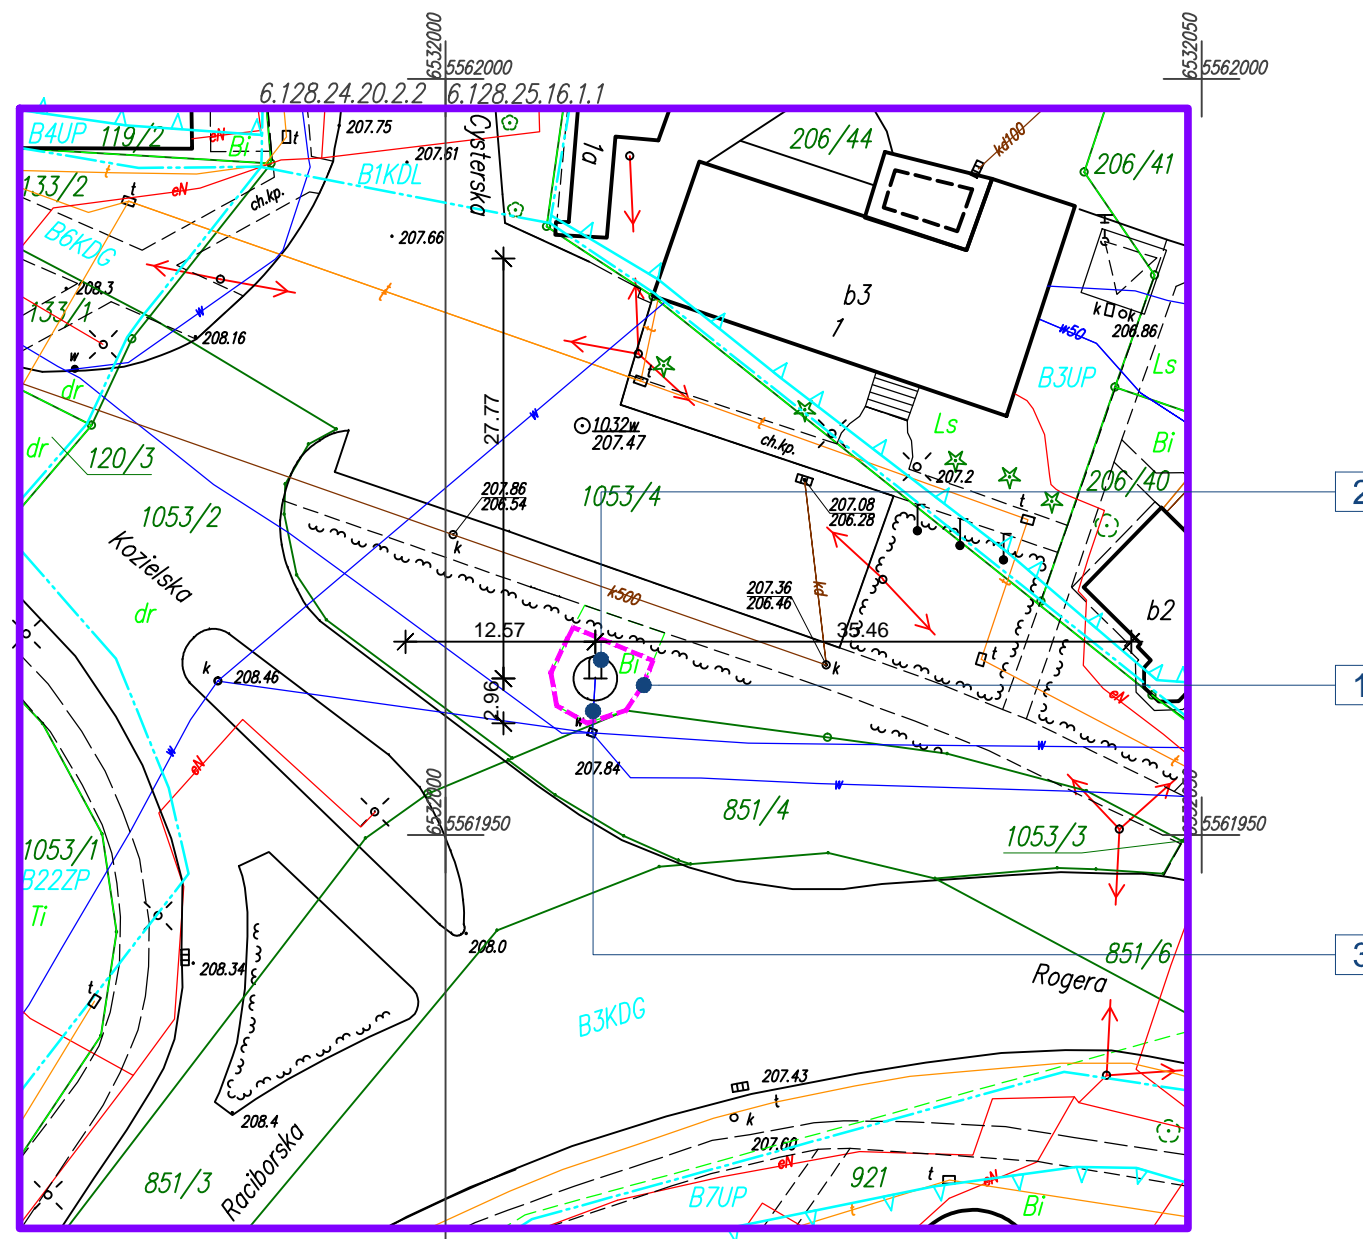 6532000
5562000
6532050
5562000
6.128.24.20.2.2
6.128.25.16.1.1
B4UP
119/2
eN
Bi
t
207.75
207.61
B1KDL
Cysterska
1a
206/44
kd100
206/41
133/2
t
t
eN
ch.kp.
207.66
B6KDG
208.3
133/1
208.16
w
t
w
b3
1
k
k
206.86
w50
B3UP
Ls
Ls
Bi
dr
dr
120/3
27.77
w
1032w
207.47
t
t
t
ch.kp.
207.2
206/40
t
1053/2
Kozielska
dr
207.86
206.54
k
1053/4
207.08
206.28
2
k500
kd
207.36
206.46
t
b2
12.57
35.46
Bi
k
t
k
208.46
2.96
w
1
w
eN
207.84
w
w
w
eN
t
6532000
5561950
851/4
6532050
5561950
1053/3
1053/1
B22ZP
Ti
208.34
208.0
3
851/6
Rogera
t
B3KDG
208.4
Raciborska
851/3
207.43
t
k
207.60
eN
921
t
eN
B7UP
t
Bi